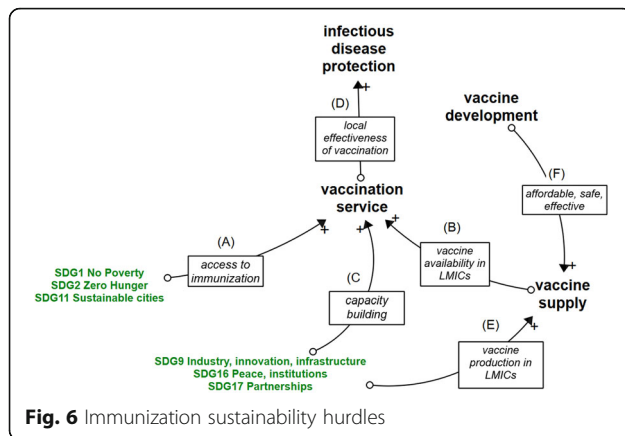 infectious
disease
protection
+
(D)
local
effectiveness
of vaccination
vaccine
development
(F)
affordable, safe,
effective
+
vaccination
service
+
+
+
(A)
access to
immunization
(B)
vaccine
availability in
LMICs
(C)
capacity
building
SDG1 No Poverty
SDG2 Zero Hunger
SDG11 Sustainable cities
vaccine
supply
+
(E)
vaccine
production in
LMICs
SDG9 Industry, innovation, infrastructure
SDG16 Peace, institutions
SDG17 Partnerships
Fig. 6 Immunization sustainability hurdles